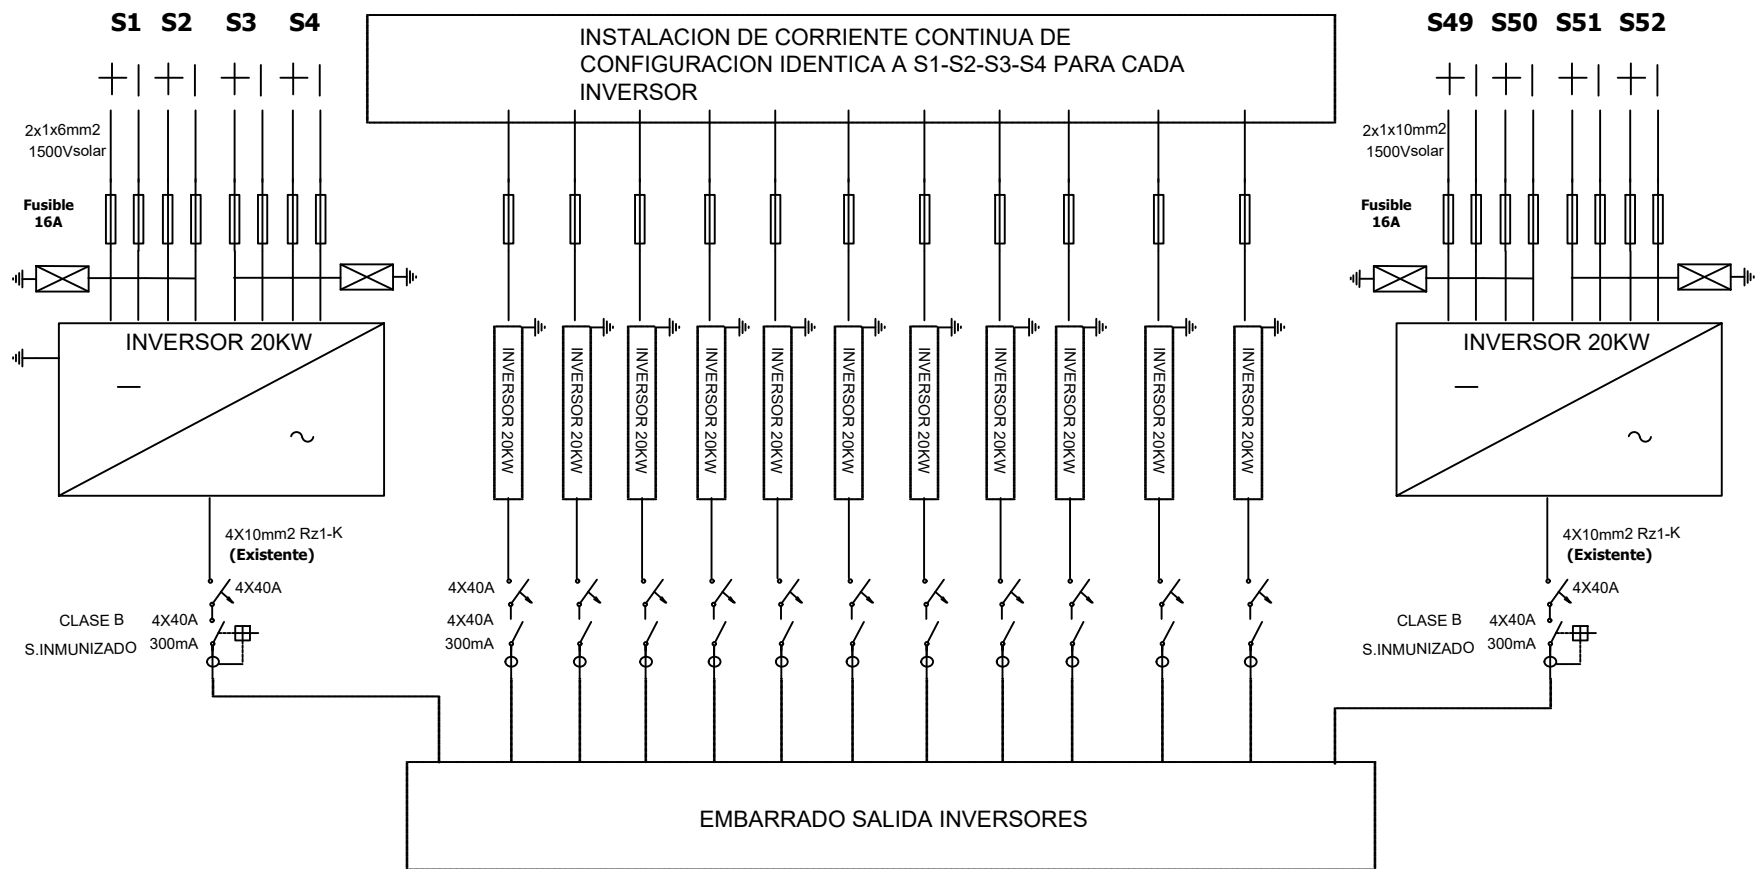 S1 S2 S3 S4
INSTALACION DE CORRIENTE CONTINUA DE
CONFIGURACION IDENTICA A S1-S2-S3-S4 PARA CADA
INVERSOR
S49 S50 S51 S52
2x1x6mm2
1500Vsolar
2x1x10mm2
1500Vsolar
Fusible
16A
Fusible
16A
INVERSOR 20KW
INVERSOR 20KW
INVERSOR 20KW
INVERSOR 20KW
INVERSOR 20KW
INVERSOR 20KW
INVERSOR 20KW
INVERSOR 20KW
INVERSOR 20KW
INVERSOR 20KW
INVERSOR 20KW
INVERSOR 20KW
INVERSOR 20KW
4X10mm2 Rz1-K
(Existente)
4X10mm2 Rz1-K
(Existente)
4X40A
4X40A
4X40A
CLASE B 4X40A
S.INMUNIZADO 300mA
4X40A
300mA
CLASE B 4X40A
S.INMUNIZADO 300mA
EMBARRADO SALIDA INVERSORES